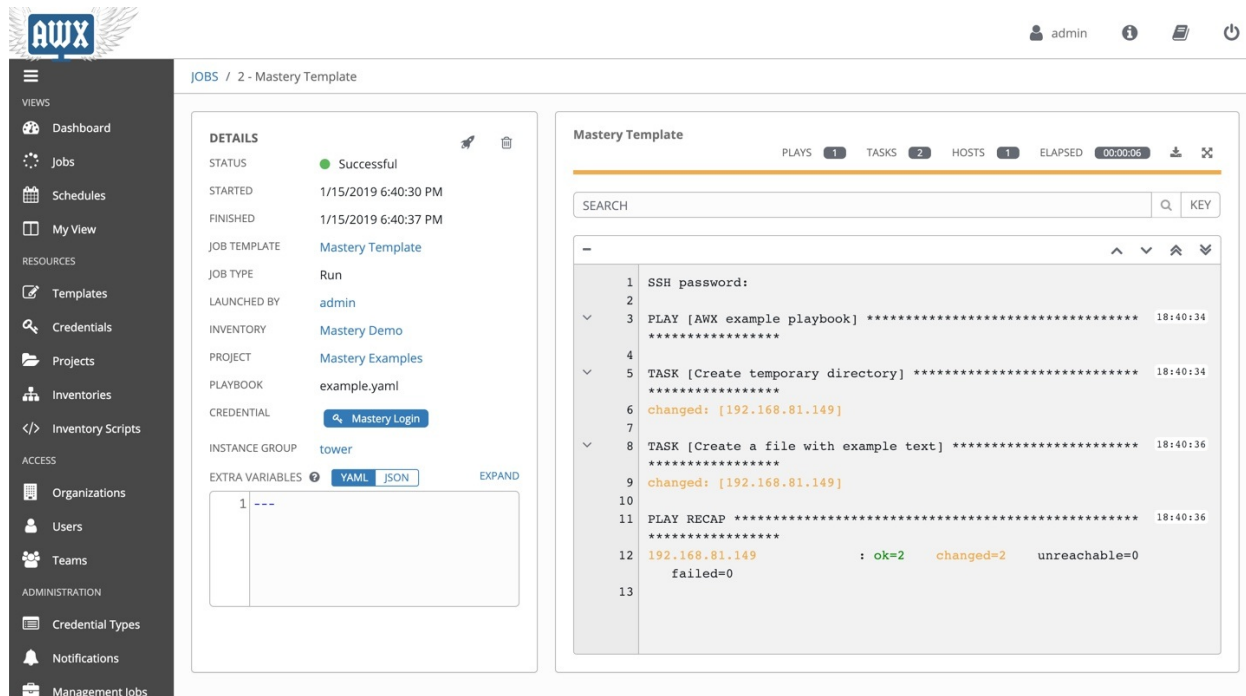 AWX
admin
VIEWS
Dashboard
Jobs
Schedules
My View
RESOURCES
Templates
Credentials
Projects
Inventories
Inventory Scripts
ACCESS
Organizations
Users
Teams
ADMINISTRATION
Credential Types
Notifications
Management Jobs
JOBS / 2 - Mastery Template
DETAILS
STATUS Successful
STARTED 1/15/2019 6:40:30 PM
FINISHED 1/15/2019 6:40:37 PM
JOB TEMPLATE Mastery Template
JOB TYPE Run
LAUNCHED BY admin
INVENTORY Mastery Demo
PROJECT Mastery Examples
PLAYBOOK example.yaml
CREDENTIAL Mastery Login
INSTANCE GROUP tower
EXTRA VARIABLES ? YAML JSON EXPAND
1 ---
Mastery Template
PLAYS 1 TASKS 2 HOSTS 1 ELAPSED 00:00:06
SEARCH KEY
1 SSH password:
2
3 PLAY [AWX example playbook] *********************************** 18:40:34
*****************
4
5 TASK [Create temporary directory] ***************************** 18:40:34
*****************
6 changed: [192.168.81.149]
7
8 TASK [Create a file with example text] ************************ 18:40:36
*****************
9 changed: [192.168.81.149]
10
11 PLAY RECAP **************************************************** 18:40:36
*****************
12 192.168.81.149 : ok=2 changed=2 unreachable=0
failed=0
13